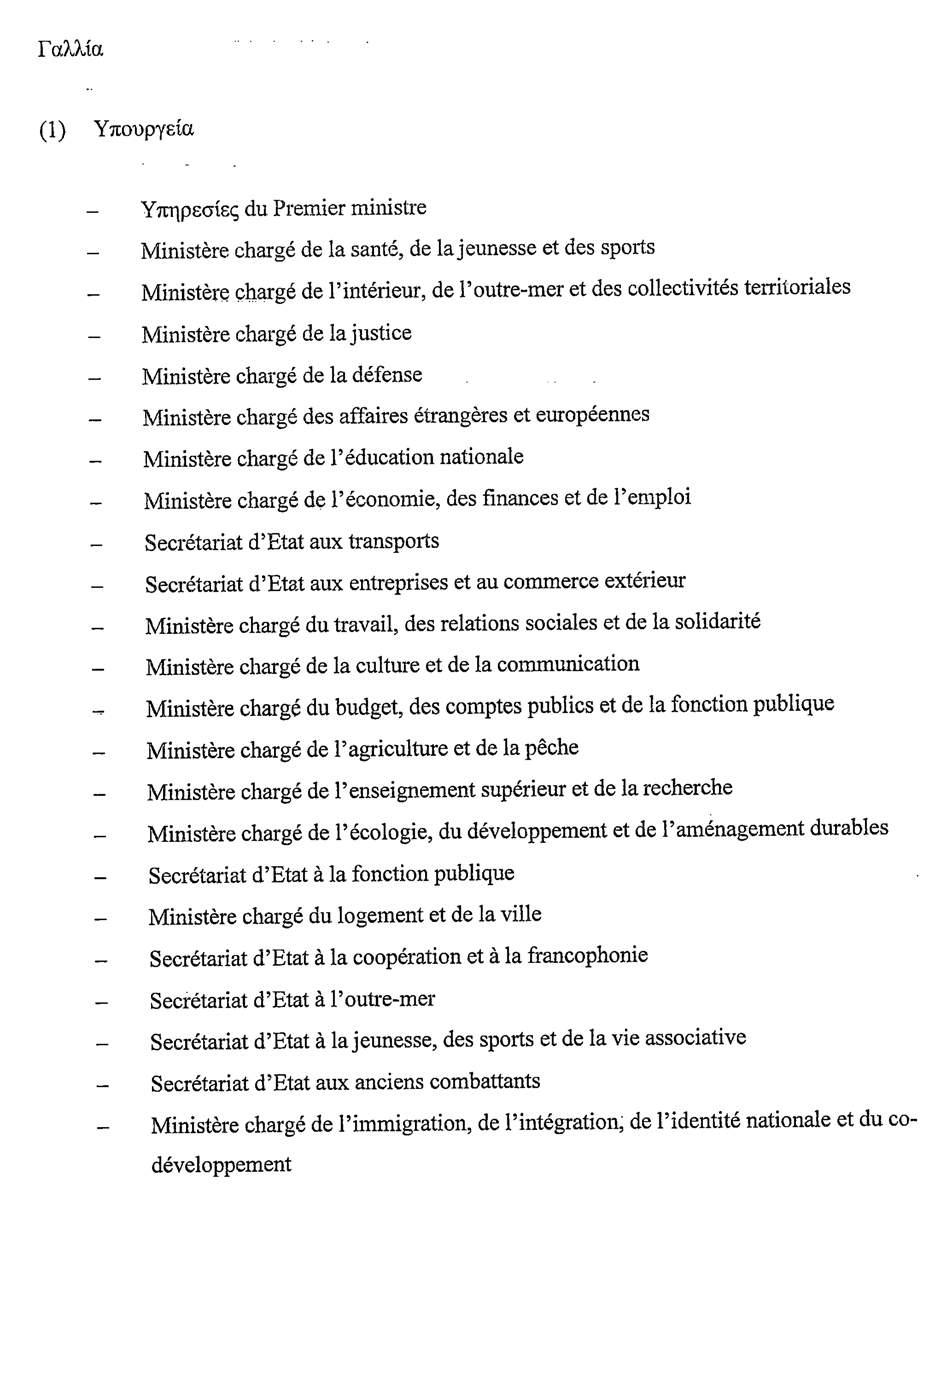 Γαλλία
(1) Υπουργεία
– Υπηρεσίες du Premier ministre
– Ministère chargé de la santé, de la jeunesse et des sports
– Ministère chargé de l’intérieur, de l’outre-mer et des collectivités territoriales
– Ministère chargé de la justice
– Ministère chargé de la défense
– Ministère chargé des affaires étrangères et européennes
– Ministère chargé de l’éducation nationale
– Ministère chargé de l’économie, des finances et de l’emploi
– Secrétariat d’Etat aux transports
– Secrétariat d’Etat aux entreprises et au commerce extérieur
– Ministère chargé du travail, des relations sociales et de la solidarité
– Ministère chargé de la culture et de la communication
– Ministère chargé du budget, des comptes publics et de la fonction publique
– Ministère chargé de l’agriculture et de la pêche
– Ministère chargé de l’enseignement supérieur et de la recherche
– Ministère chargé de l’écologie, du développement et de l’aménagement durables
– Secrétariat d’Etat à la fonction publique
– Ministère chargé du logement et de la ville
– Secrétariat d’Etat à la coopération et à la francophonie
– Secrétariat d’Etat à l’outre-mer
– Secrétariat d’Etat à la jeunesse, des sports et de la vie associative
– Secrétariat d’Etat aux anciens combattants
– Ministère chargé de l’immigration, de l’intégration, de l’identité nationale et du co-
développement